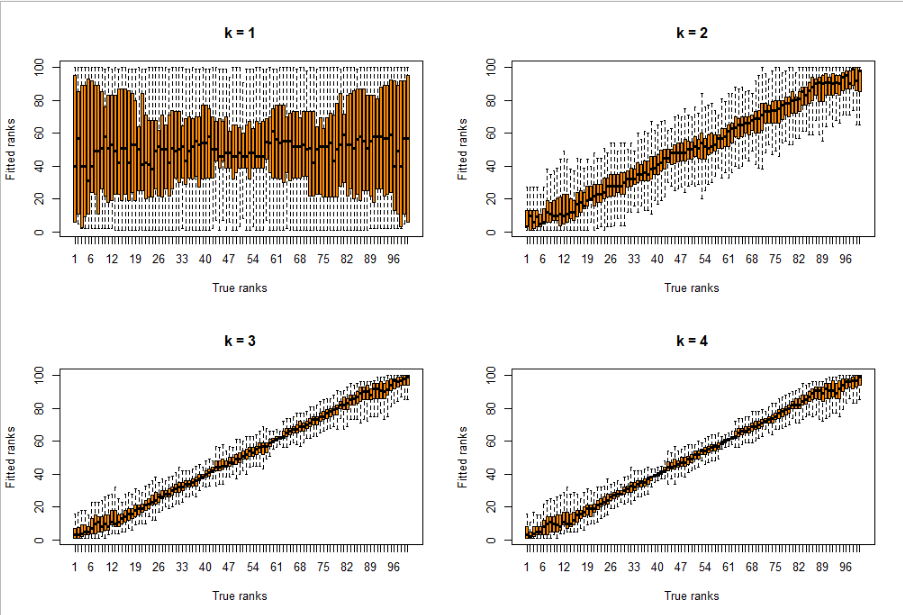 k = 1
Fitted ranks
0 20 40 60 80 100
1 6 12 19 26 33 40 47 54 61 68 75 82 89 96
True ranks
k = 2
Fitted ranks
0 20 40 60 80 100
1 6 12 19 26 33 40 47 54 61 68 75 82 89 96
True ranks
k = 3
Fitted ranks
0 20 40 60 80 100
1 6 12 19 26 33 40 47 54 61 68 75 82 89 96
True ranks
k = 4
Fitted ranks
0 20 40 60 80 100
1 6 12 19 26 33 40 47 54 61 68 75 82 89 96
True ranks